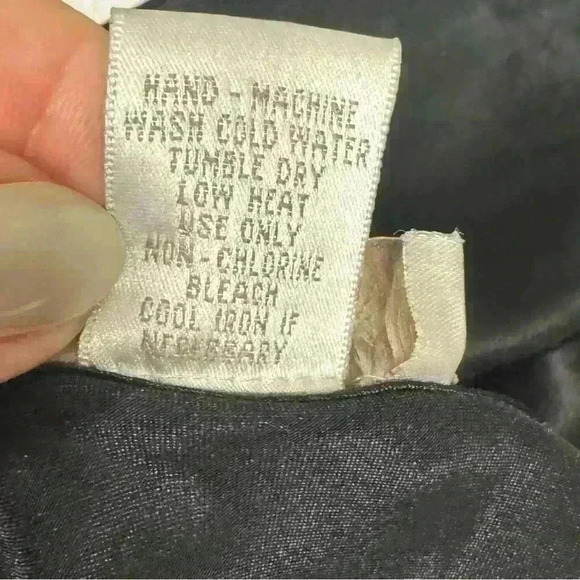 HAND - MACHINE
WASH COLD WATER
TUMBLE DRY
LOW HEAT
USE ONLY
NON-CHLORINE
BLEACH
COOL IRON IF
NECESSARY